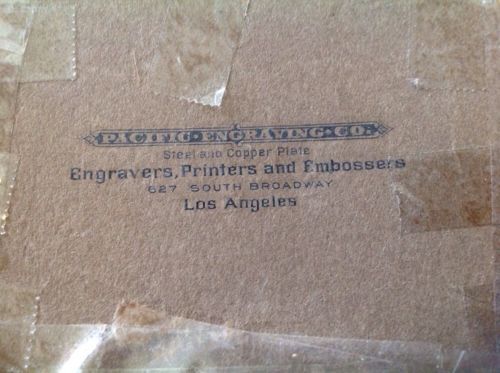 PACIFIC·ENGRAVING·CO.
Steel and Copper Plate
Engravers, Printers and Embossers
627 SOUTH BROADWAY
Los Angeles